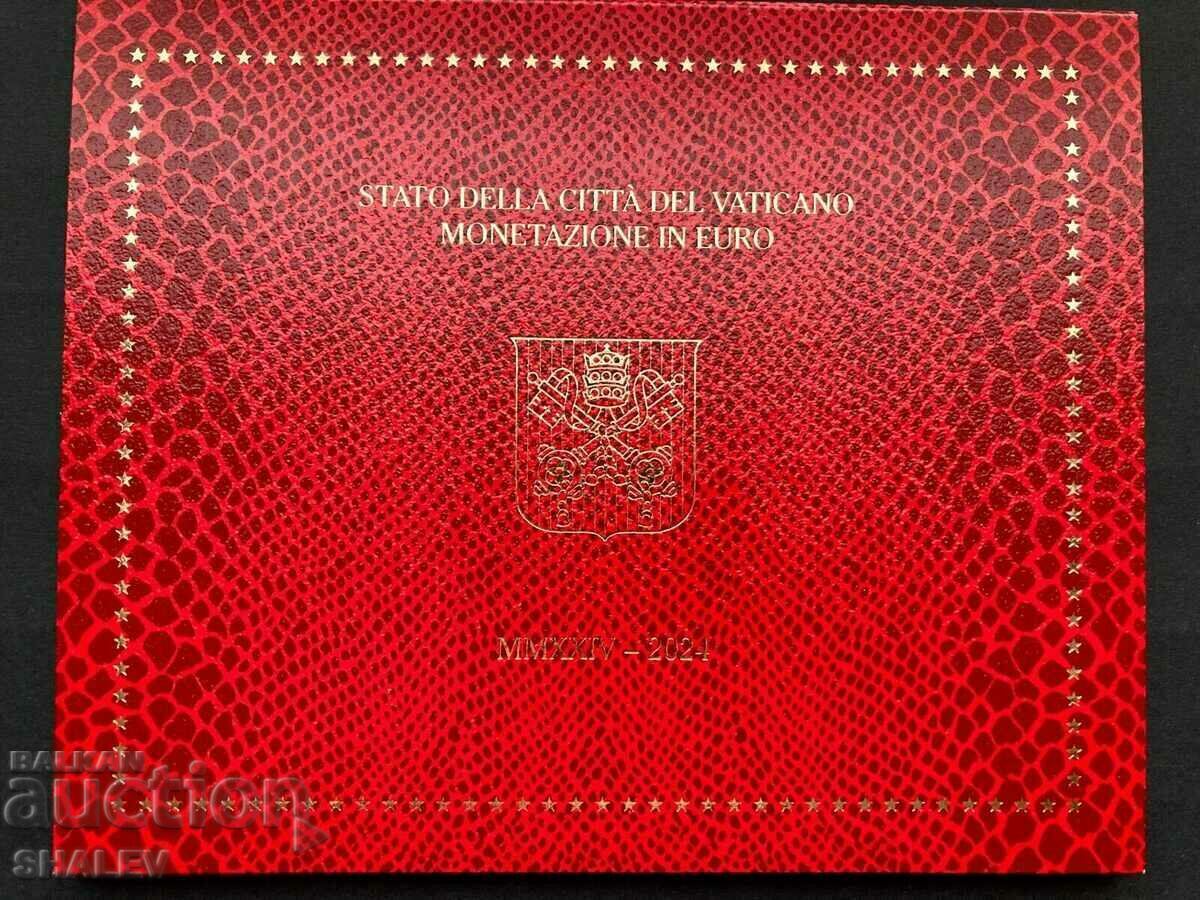 STATO DELLA CITTÀ DEL VATICANO
MONETAZIONE IN EURO
MMXXIV – 2024
BALKAN
auction
SHALEV